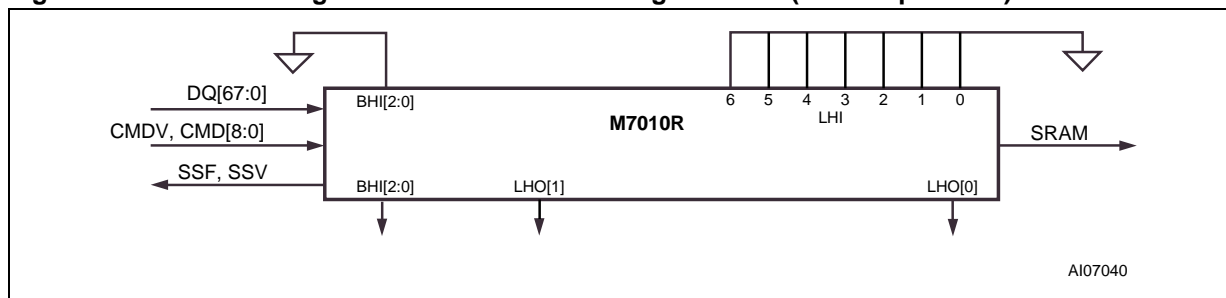 DQ[67:0]
BHI[2:0]
6 5 4 3 2 1 0
LHI
M7010R
CMDV, CMD[8:0]
SRAM
SSF, SSV
BHI[2:0]
LHO[1]
LHO[0]
AI07040